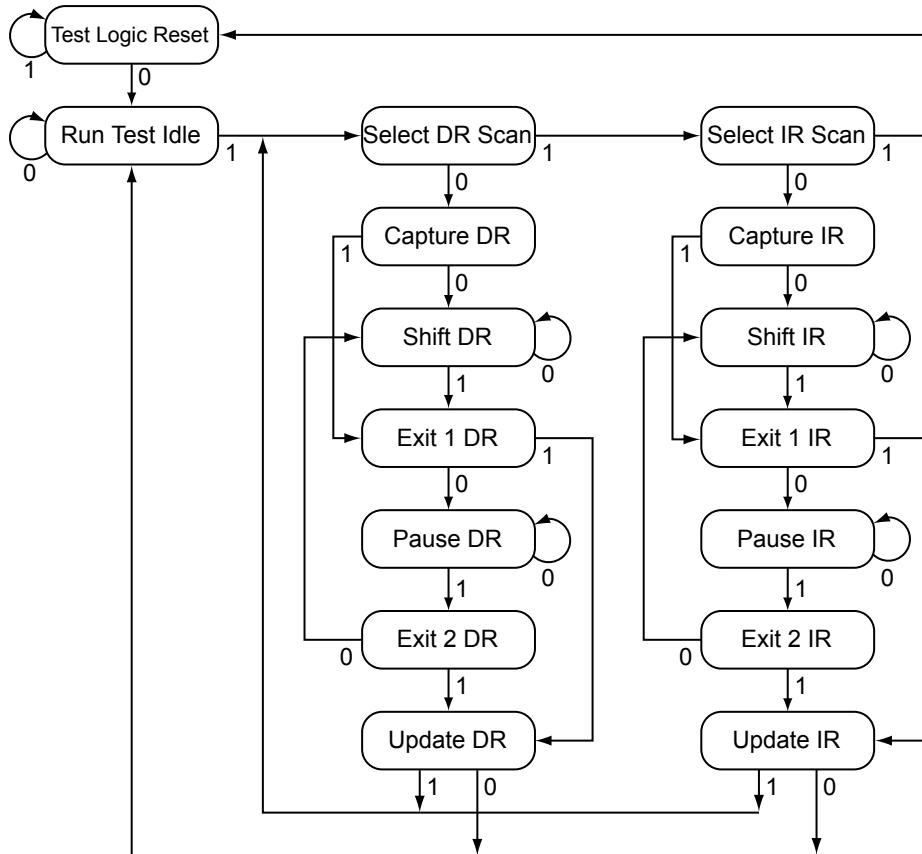 Test Logic Reset
1
0
Run Test Idle
0
1
Select DR Scan
1
0
Select IR Scan
1
0
Capture DR
1
0
Capture IR
1
0
Shift DR
0
1
Shift IR
0
1
Exit 1 DR
1
0
Exit 1 IR
1
0
Pause DR
0
1
Pause IR
0
1
Exit 2 DR
0
1
Exit 2 IR
0
1
Update DR
1
0
Update IR
1
0